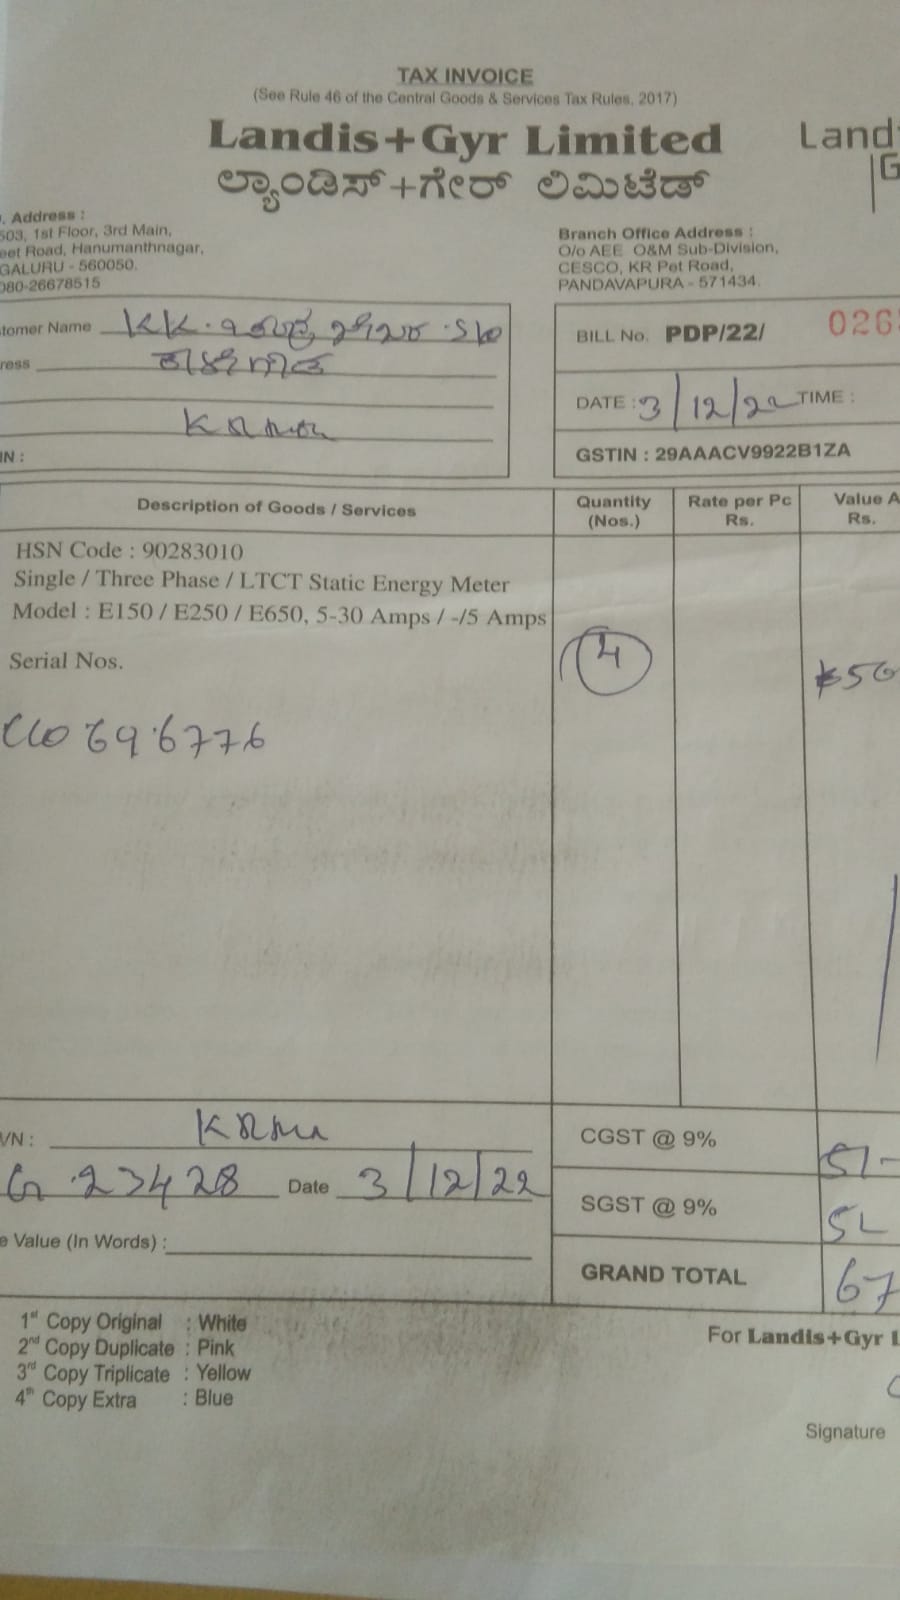 TAX INVOICE
(See Rule 46 of the Central Goods & Services Tax Rules, 2017)
Landis+Gyr Limited
ಲ್ಯಾಂಡಿಸ್+ಗೇರ್ ಲಿಮಿಟೆಡ್
Land
G
. Address :
503, 1st Floor, 3rd Main,
eet Road, Hanumanthnagar,
GALURU - 560050.
080-26678515
Branch Office Address :
O/o AEE O&M Sub-Division,
CESCO, KR Pet Road,
PANDAVAPURA - 571434.
tomer Name KK.
ress
IN :
BILL No. PDP/22/ 026
DATE : 3/12/22 TIME :
GSTIN : 29AAACV9922B1ZA
Description of Goods / Services
Quantity (Nos.)
Rate per Pc Rs.
Value A
Rs.
HSN Code : 90283010
Single / Three Phase / LTCT Static Energy Meter
Model : E150 / E250 / E650, 5-30 Amps / -/5 Amps
Serial Nos.
696776
VN :
23428 Date 3/12/22
e Value (In Words) :
CGST @ 9% 51-
SGST @ 9%
GRAND TOTAL 67
1st Copy Original : White
2nd Copy Duplicate : Pink
3rd Copy Triplicate : Yellow
4th Copy Extra : Blue
For Landis+Gyr L
Signature